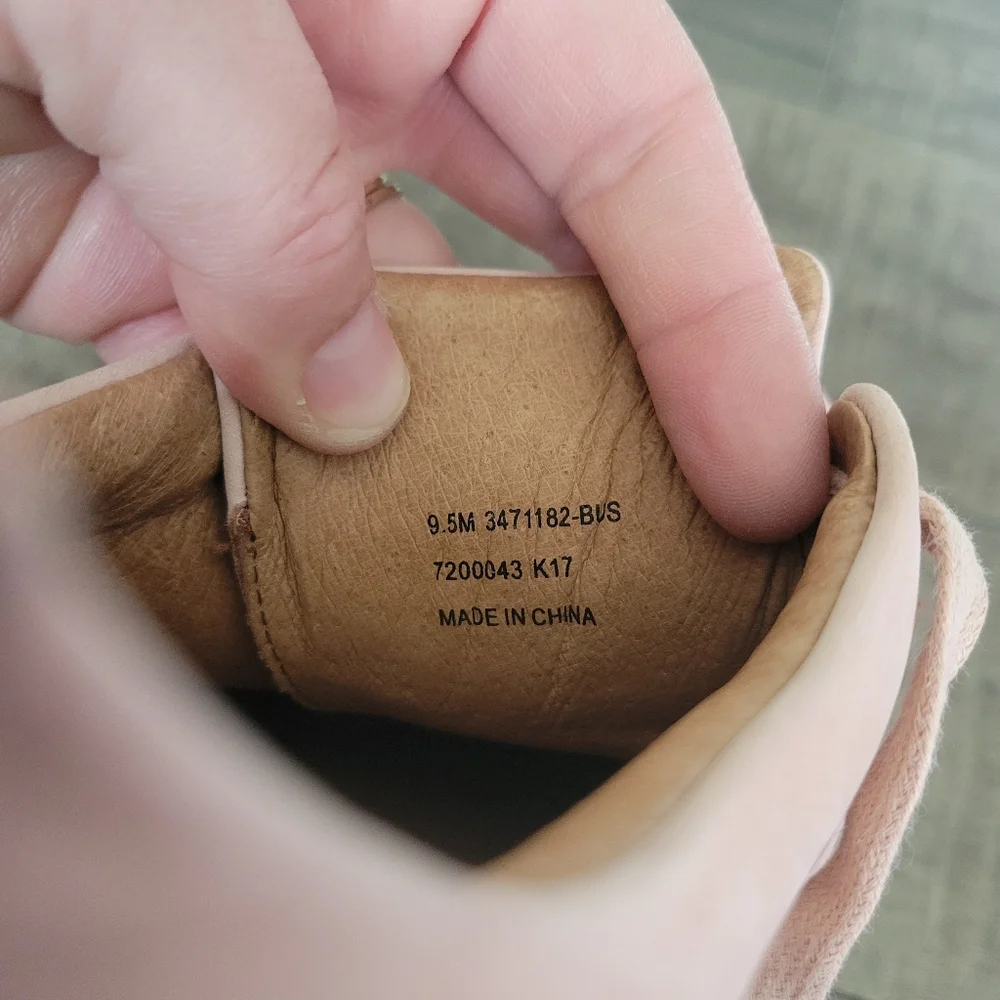 9.5M 3471182-BUS
7200043 K17
MADE IN CHINA